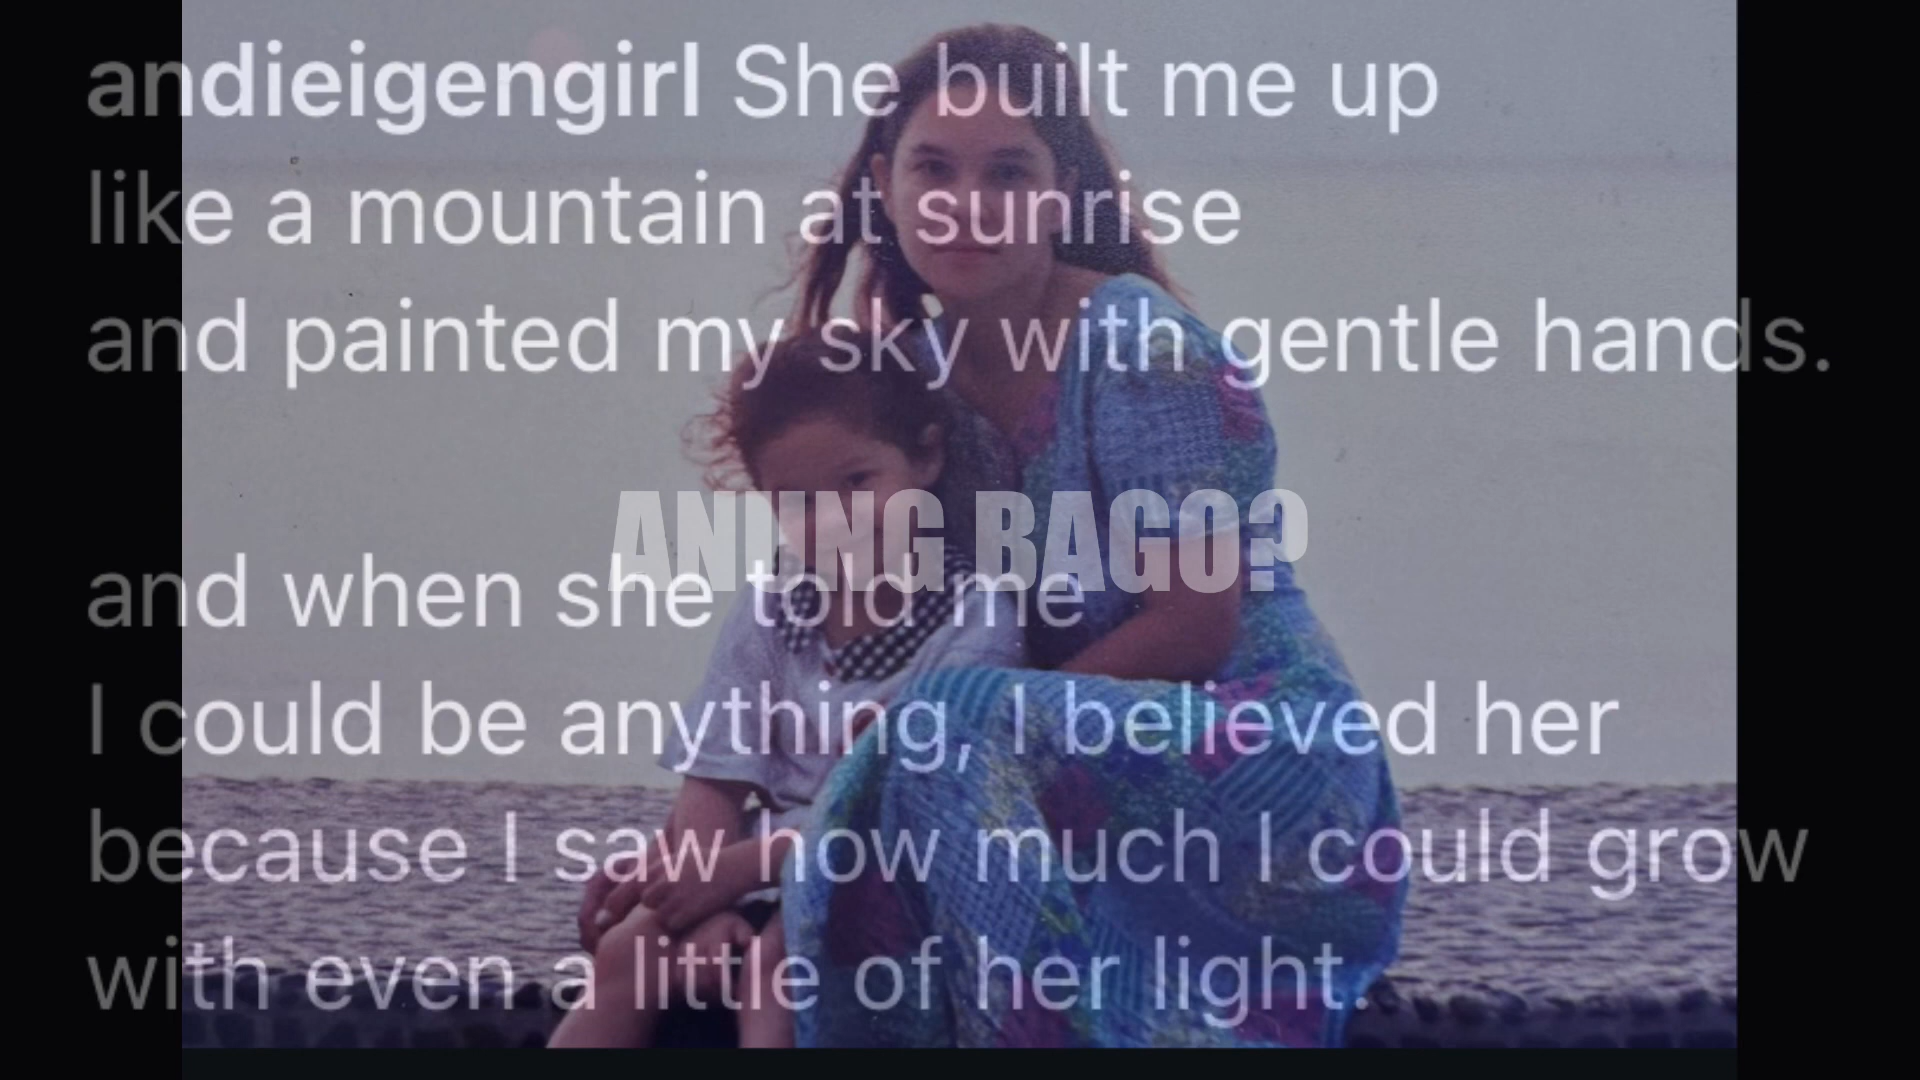 andieigengirl She built me up
like a mountain at sunrise
and painted my sky with gentle hands.
ANUNG BAGO?
and when she told me
I could be anything, I believed her
because I saw how much I could grow
with even a little of her light.